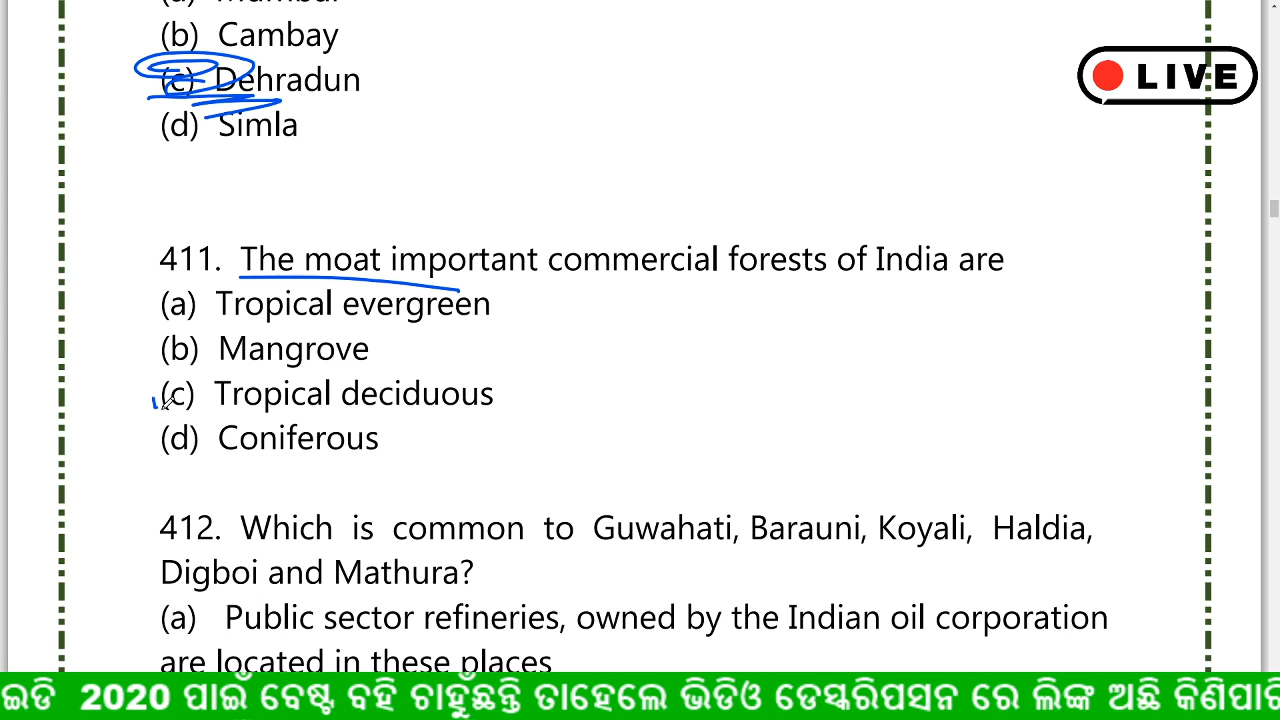 (b) Cambay
(c) Dehradun
(d) Simla
LIVE
411. The moat important commercial forests of India are
(a) Tropical evergreen
(b) Mangrove
(c) Tropical deciduous
(d) Coniferous
412. Which is common to Guwahati, Barauni, Koyali, Haldia,
Digboi and Mathura?
(a) Public sector refineries, owned by the Indian oil corporation
are located in these places
ଇଡି 2020 ପାଇଁ ବେଷ୍ଟ ବହି ଚାହୁଁଛନ୍ତି ତାହେଲେ ଭିଡିଓ ଡେସ୍କରିପସନ ରେ ଲିଙ୍କ ଅଛି